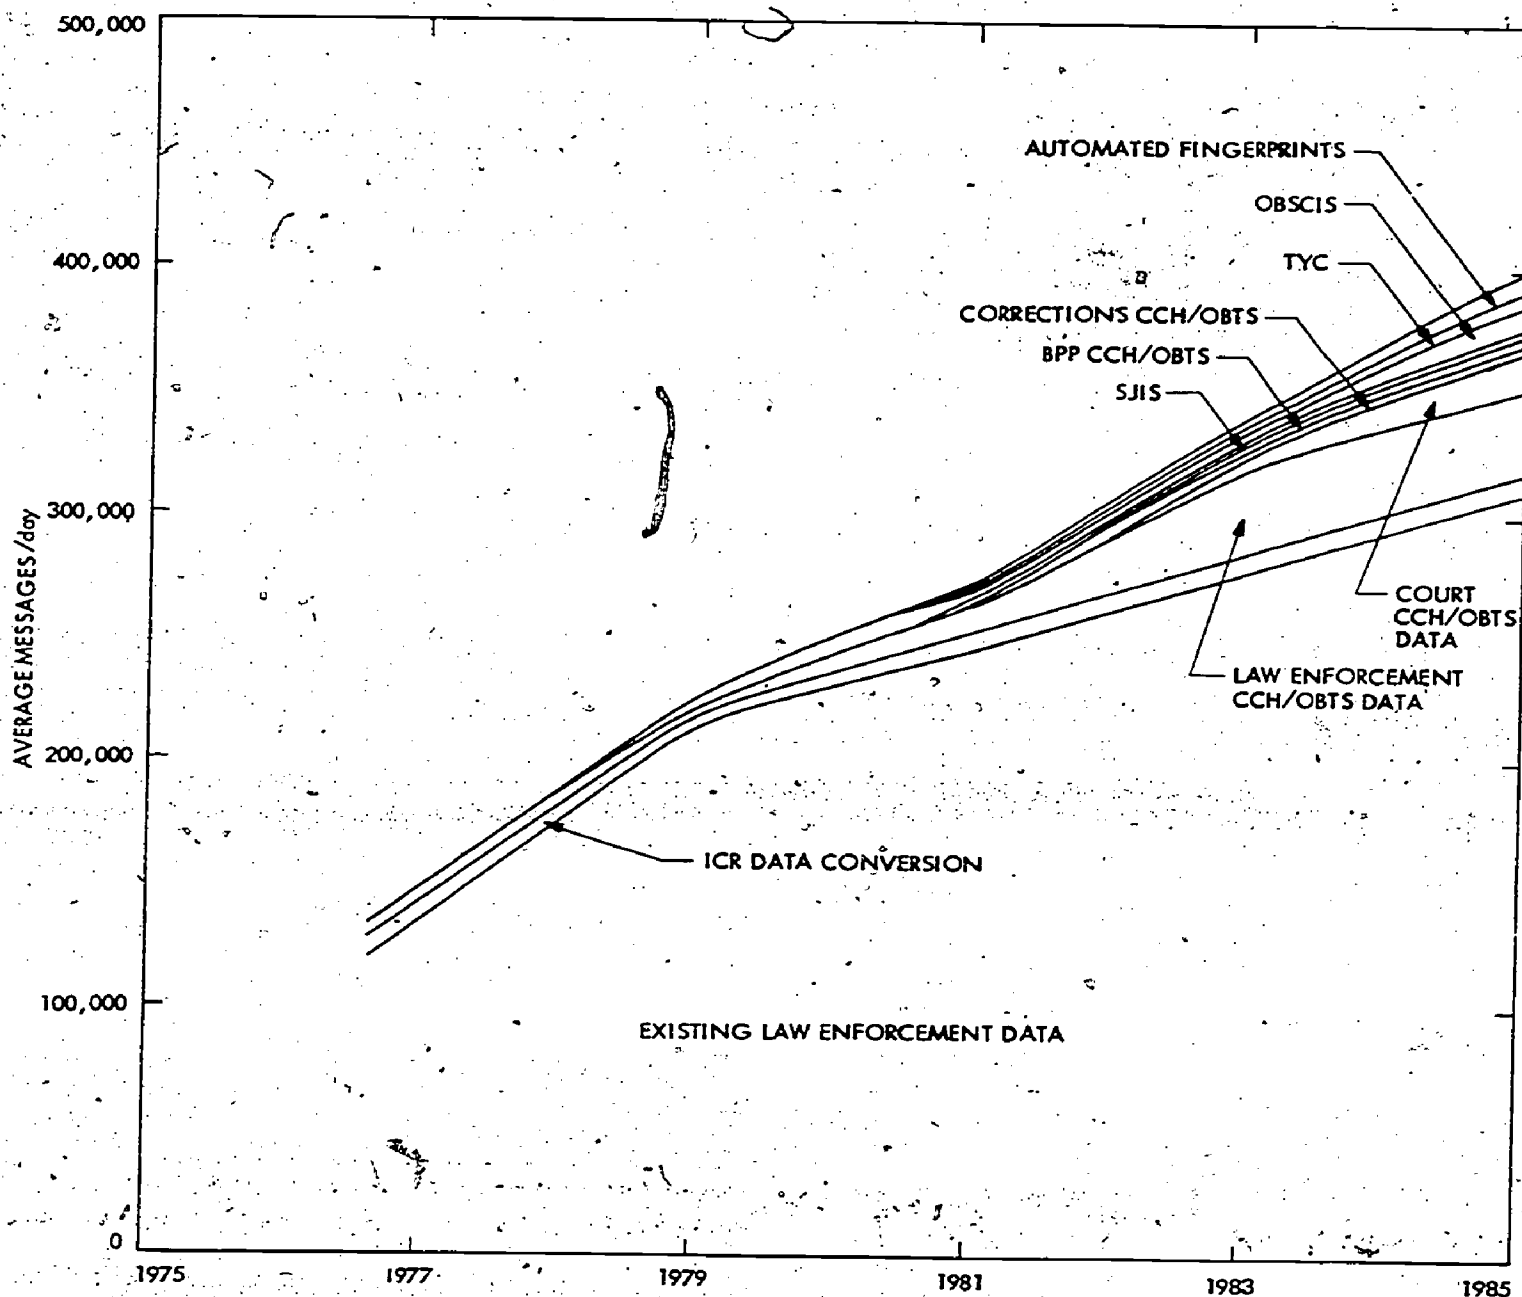 500,000
AUTOMATED FINGERPRINTS
OBSCIS
400,000
TYC
CORRECTIONS CCH/OBTS
BPP CCH/OBTS
SJIS
300,000
AVERAGE MESSAGES/day
COURT
CCH/OBTS
DATA
LAW ENFORCEMENT
CCH/OBTS DATA
200,000
ICR DATA CONVERSION
100,000
EXISTING LAW ENFORCEMENT DATA
0
1975 1977 1979 1981 1983 1985